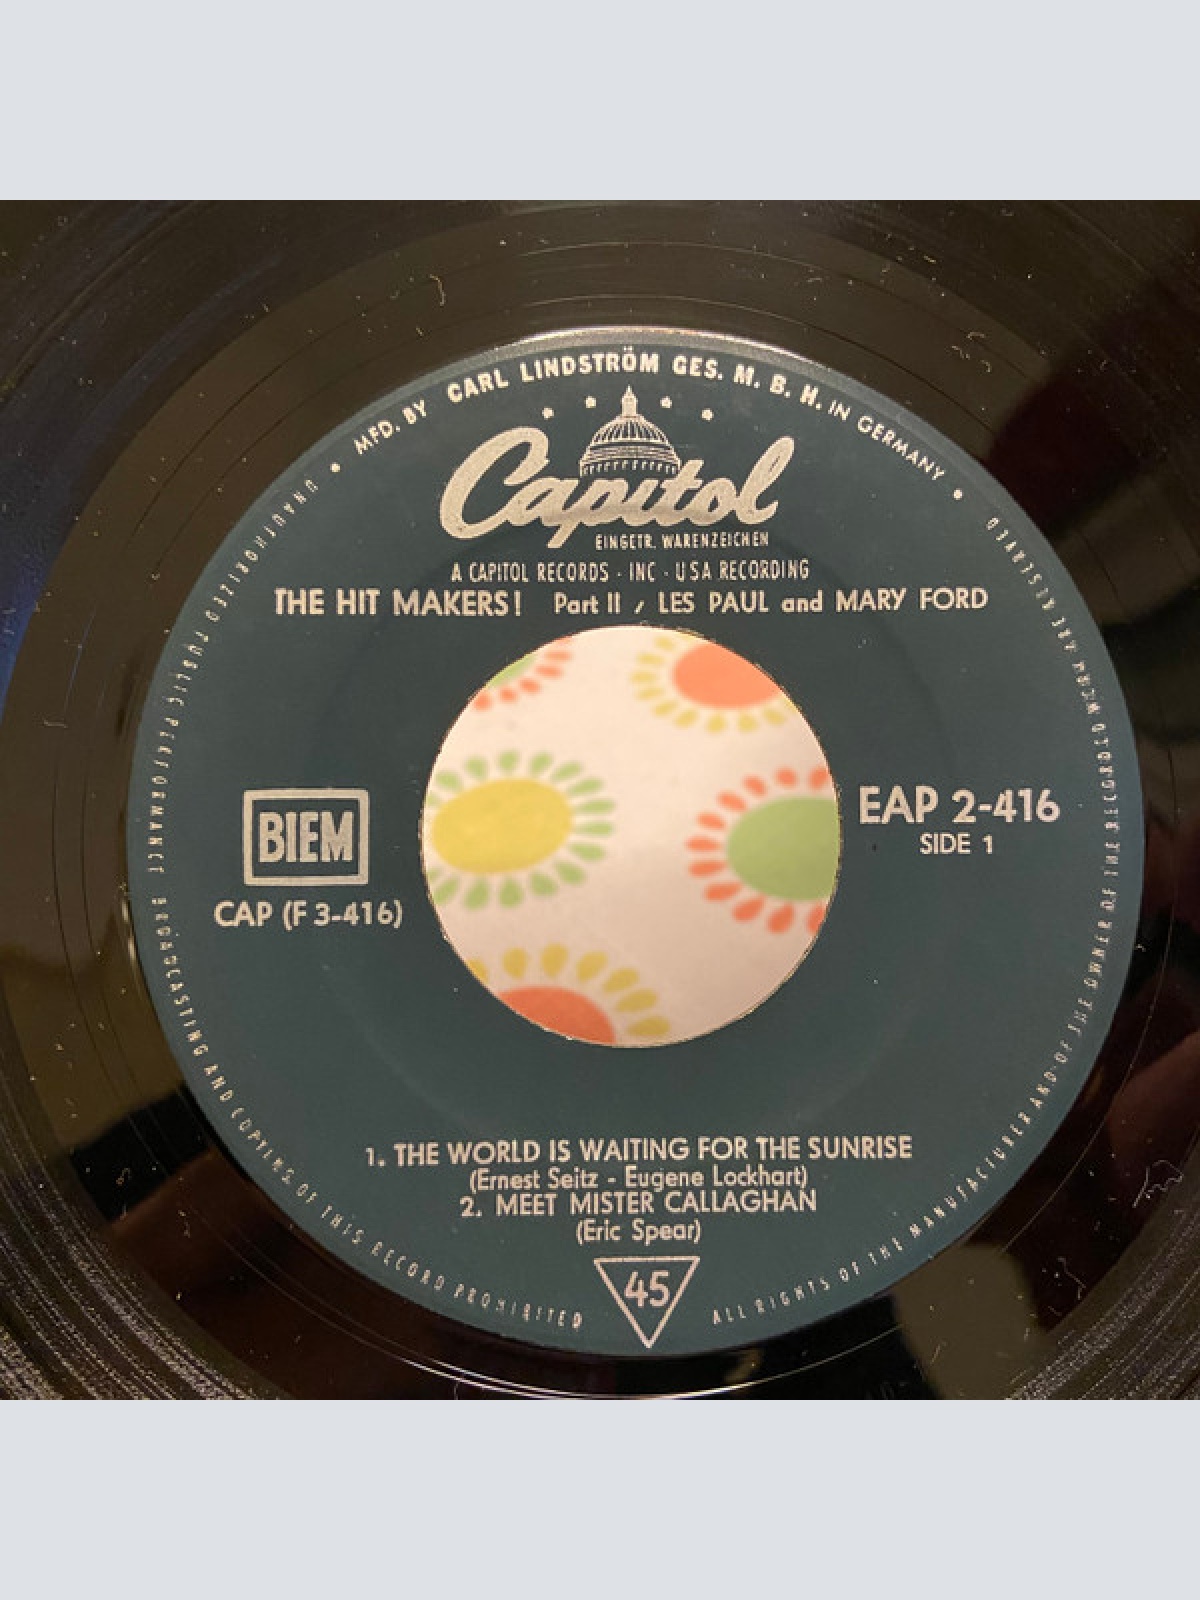 MFD. BY CARL LINDSTRÖM GES. M. B. H. IN GERMANY
Capitol
EINGETR. WARENZEICHEN
A CAPITOL RECORDS - INC - USA RECORDING
THE HIT MAKERS! Part II / LES PAUL and MARY FORD
BIEM
CAP (F 3-416)
EAP 2-416
SIDE 1
1. THE WORLD IS WAITING FOR THE SUNRISE
(Ernest Seitz - Eugene Lockhart)
2. MEET MISTER CALLAGHAN
(Eric Spear)
45
ALL RIGHTS OF THE MANUFACTURER AND OF THE OWNER OF THE RECORDED WORK ARE RESERVED
UNAUTHORIZED PUBLIC PERFORMANCE BROADCASTING AND COPYING OF THIS RECORD PROHIBITED